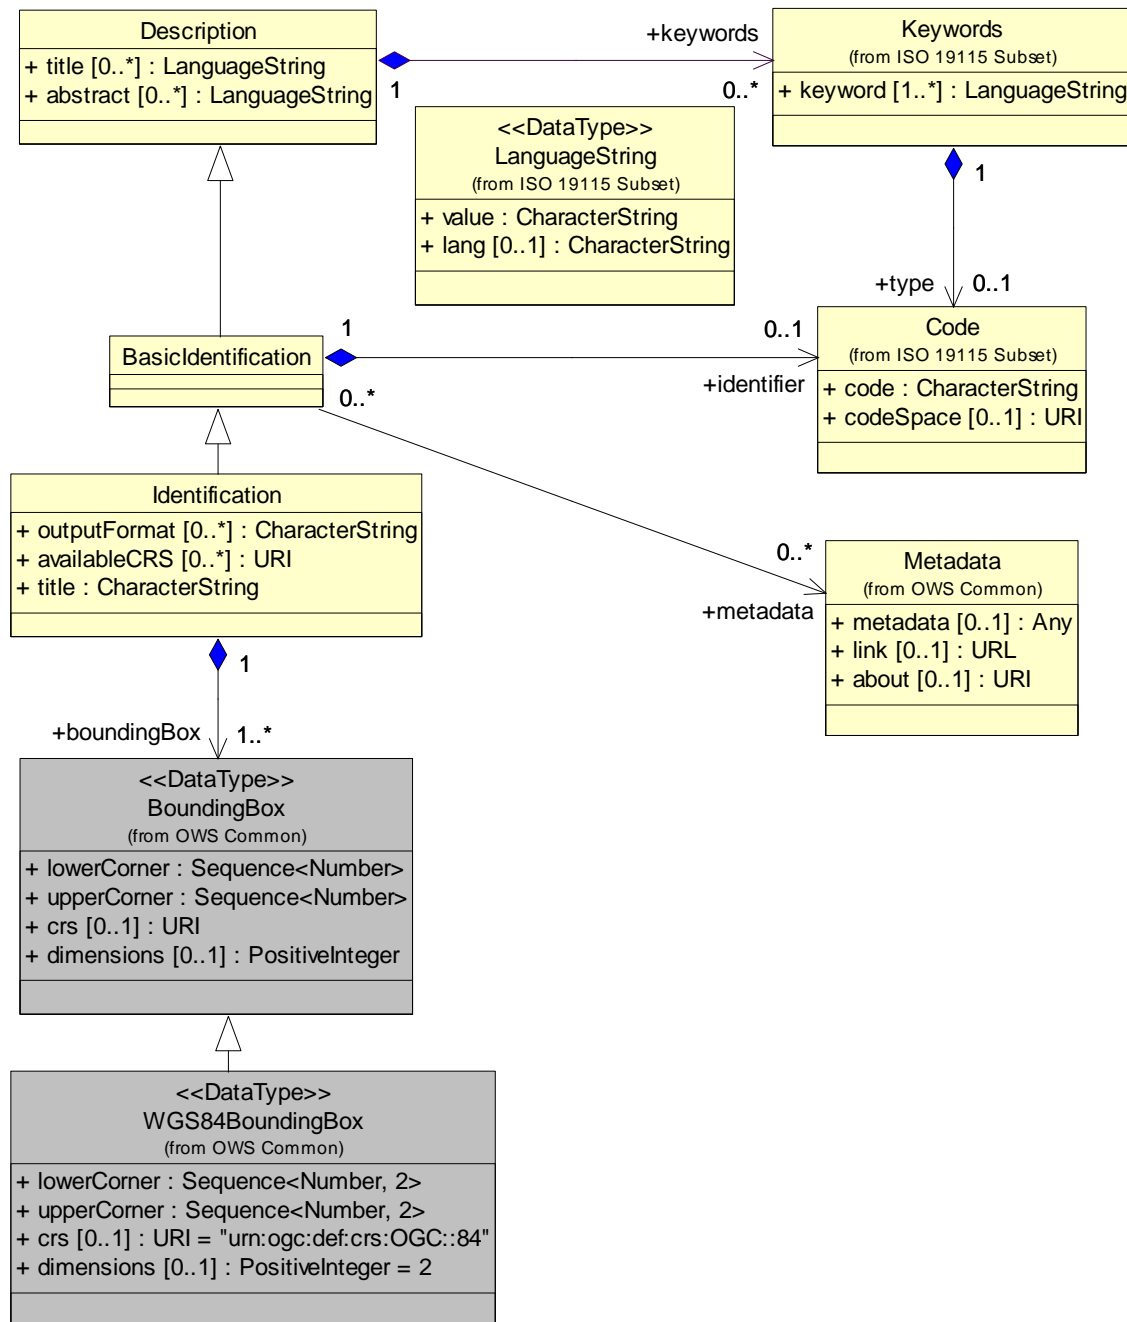 Description
+ title [0..*] : LanguageString
+ abstract [0..*] : LanguageString
+keywords
1
0..*
Keywords
(from ISO 19115 Subset)
+ keyword [1..*] : LanguageString
<<DataType>>
LanguageString
(from ISO 19115 Subset)
+ value : CharacterString
+ lang [0..1] : CharacterString
1
+type
0..1
BasicIdentification
1
0..1
+identifier
0..*
Code
(from ISO 19115 Subset)
+ code : CharacterString
+ codeSpace [0..1] : URI
Identification
+ outputFormat [0..*] : CharacterString
+ availableCRS [0..*] : URI
+ title : CharacterString
0..*
+metadata
Metadata
(from OWS Common)
+ metadata [0..1] : Any
+ link [0..1] : URL
+ about [0..1] : URI
1
+boundingBox
1..*
<<DataType>>
BoundingBox
(from OWS Common)
+ lowerCorner : Sequence<Number>
+ upperCorner : Sequence<Number>
+ crs [0..1] : URI
+ dimensions [0..1] : PositiveInteger
<<DataType>>
WGS84BoundingBox
(from OWS Common)
+ lowerCorner : Sequence<Number, 2>
+ upperCorner : Sequence<Number, 2>
+ crs [0..1] : URI = "urn:ogc:def:crs:OGC::84"
+ dimensions [0..1] : PositiveInteger = 2